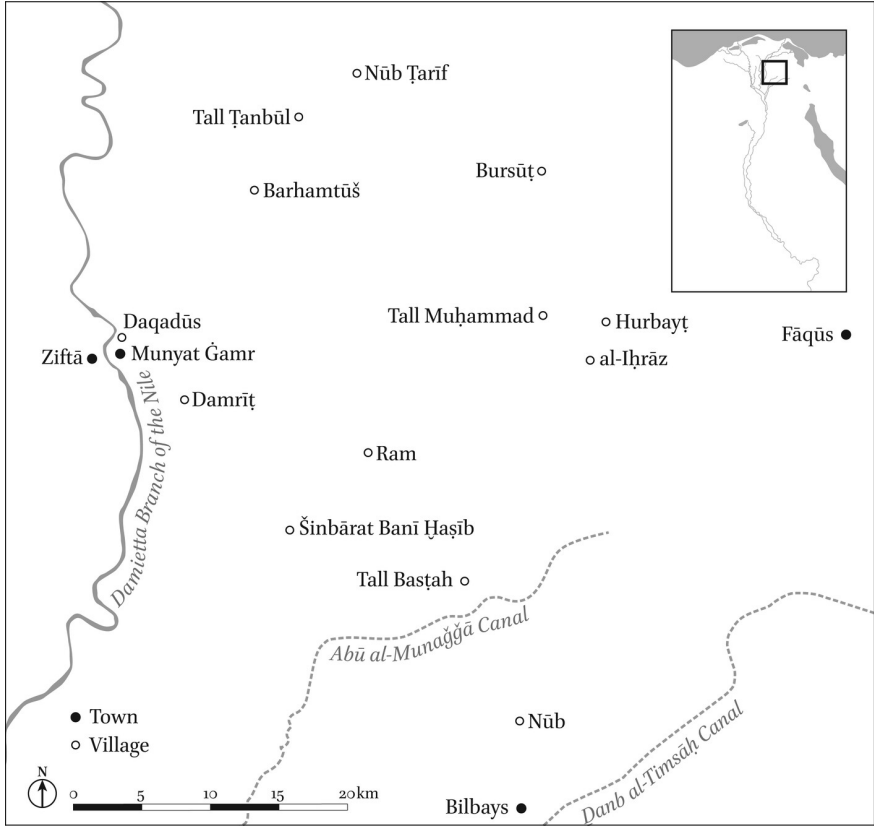 Nūb Ṭarīf
Tall Ṭanbūl
Bursūṭ
Barhamtūš
Tall Muḥammad
Hurbayṭ
Daqadūs
Fāqūs
Ziftā
Munyat Ġamr
al-Iḥrāz
Damrīṭ
Damietta Branch of the Nile
Ram
Šinbārat Banī Ḫaṣīb
Tall Basṭah
Abū al-Munaǧǧā Canal
Nūb
Danb al-Timsāḥ Canal
Bilbays
Town
Village
N
0 5 10 15 20 km